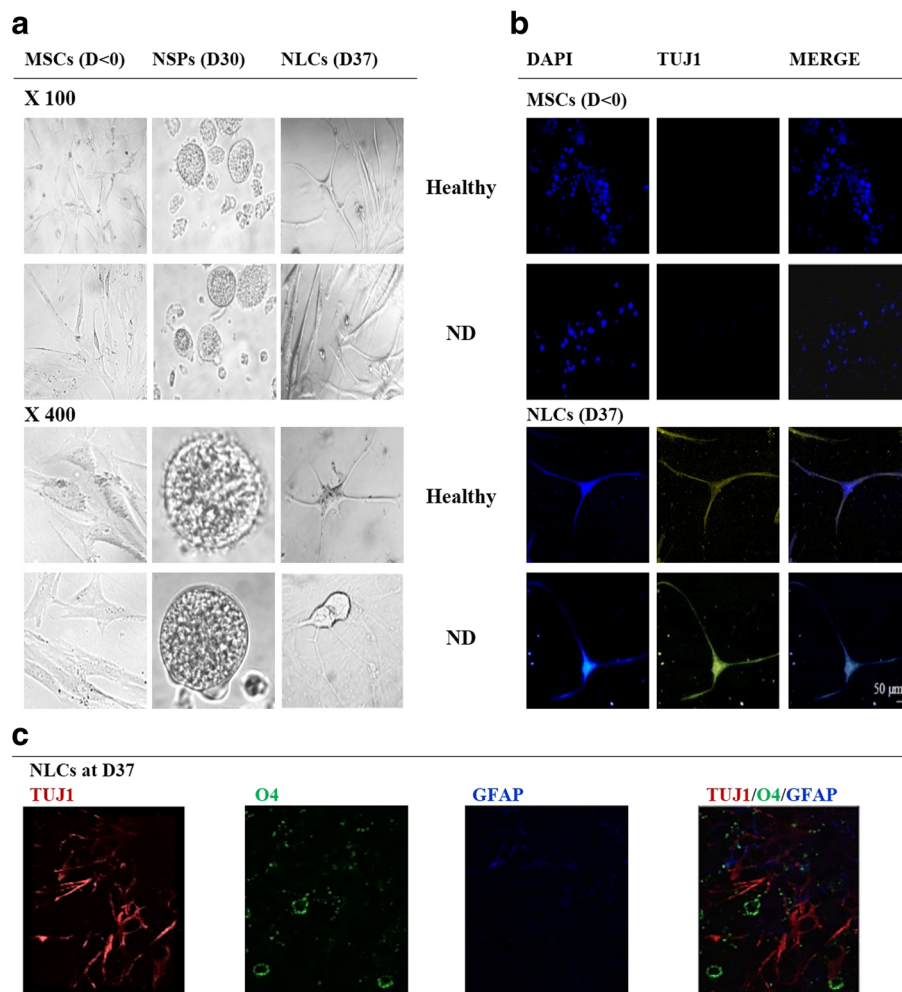 a
MSCs (D<0) NSPs (D30) NLCs (D37)
X 100
Healthy
ND
X 400
Healthy
ND
b
DAPI TUJ1 MERGE
MSCs (D<0)
NLCs (D37)
50 μm
c
NLCs at D37
TUJ1 O4 GFAP TUJ1/O4/GFAP